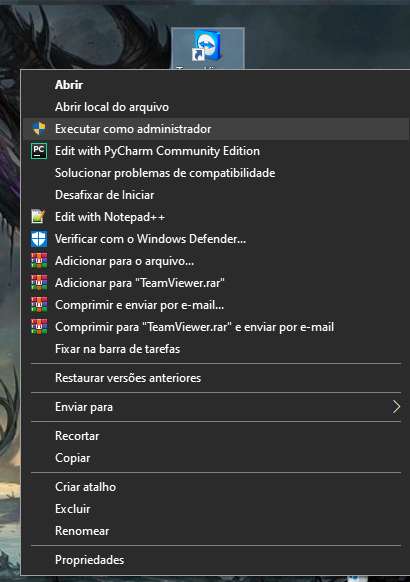 Abrir
Abrir local do arquivo
Executar como administrador
PC Edit with PyCharm Community Edition
Solucionar problemas de compatibilidade
Desafixar de Iniciar
Edit with Notepad++
Verificar com o Windows Defender...
Adicionar para o arquivo...
Adicionar para "TeamViewer.rar"
Comprimir e enviar por e-mail...
Comprimir para "TeamViewer.rar" e enviar por e-mail
Fixar na barra de tarefas
Restaurar versões anteriores
Enviar para
Recortar
Copiar
Criar atalho
Excluir
Renomear
Propriedades